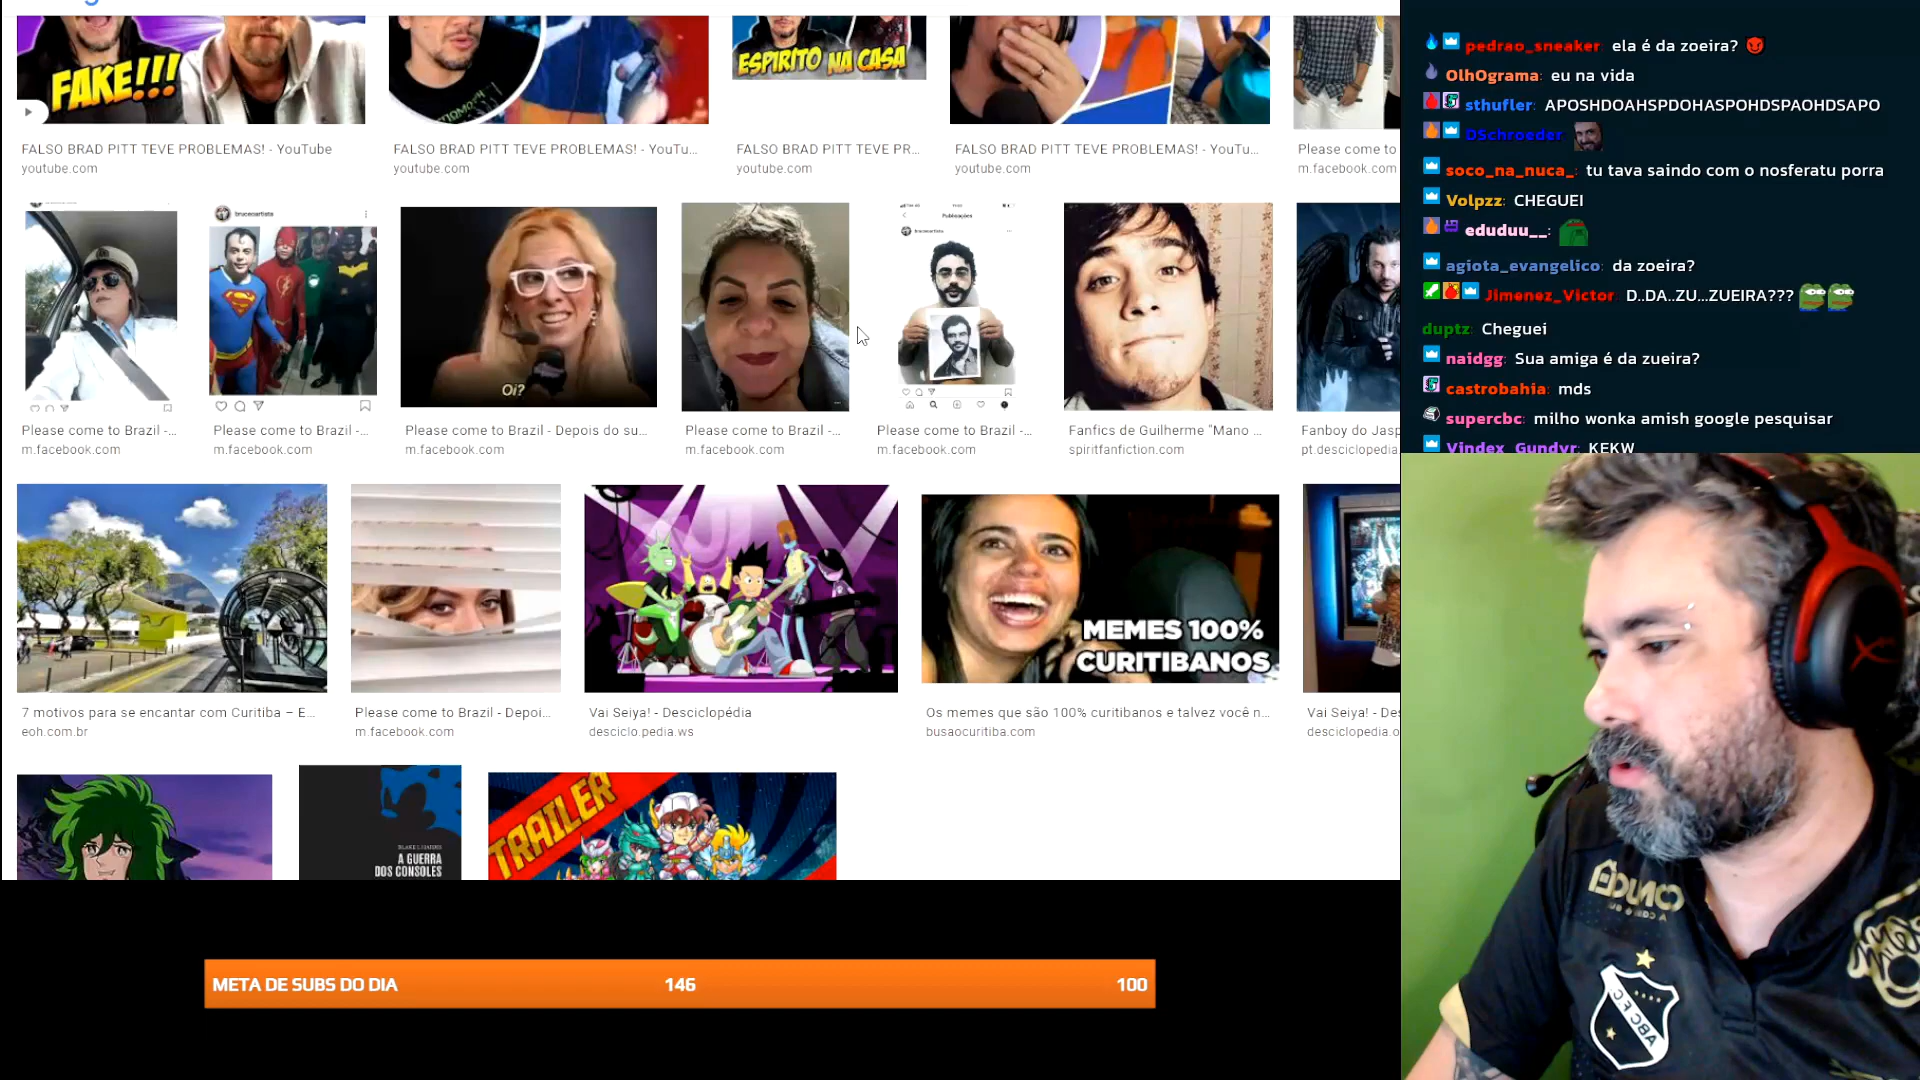 FAKE!!!
ESPIRITO NA CASA
FALSO BRAD PITT TEVE PROBLEMAS! - YouTube
youtube.com
FALSO BRAD PITT TEVE PROBLEMAS! - YouTu...
youtube.com
FALSO BRAD PITT TEVE PR...
youtube.com
FALSO BRAD PITT TEVE PROBLEMAS! - YouTu...
youtube.com
Please come to
m.facebook.com
bruceoartista
Oi?
Publicações
bruceoartista
Please come to Brazil -...
m.facebook.com
Please come to Brazil -...
m.facebook.com
Please come to Brazil - Depois do su...
m.facebook.com
Please come to Brazil -...
m.facebook.com
Please come to Brazil -...
m.facebook.com
Fanfics de Guilherme "Mano ...
spiritfanfiction.com
Fanboy do Jasp
pt.desciclopedia
MEMES 100%
CURITIBANOS
7 motivos para se encantar com Curitiba – E...
eoh.com.br
Please come to Brazil - Depoi...
m.facebook.com
Vai Seiya! - Desciclopédia
desciclo.pedia.ws
Os memes que são 100% curitibanos e talvez você n...
busaocuritiba.com
Vai Seiya! - Des
desciclopedia.o
A GUERRA
DOS CONSOLES
TRAILER
META DE SUBS DO DIA 146 100
pedrao_sneaker: ela é da zoeira?
OlhOgrama: eu na vida
sthufler: APOSHDOAHSPDOHASPOHDSPAOHDSAPO
DSchroeder:
soco_na_nuca_: tu tava saindo com o nosferatu porra
Volpzz: CHEGUEI
eduduu__:
agiota_evangelico: da zoeira?
Jimenez_Victor: D..DA..ZU...ZUEIRA???
duptz: Cheguei
naidgg: Sua amiga é da zueira?
castrobahia: mds
supercbc: milho wonka amish google pesquisar
Vindex_Gundyr: KEKW
ABC F.C